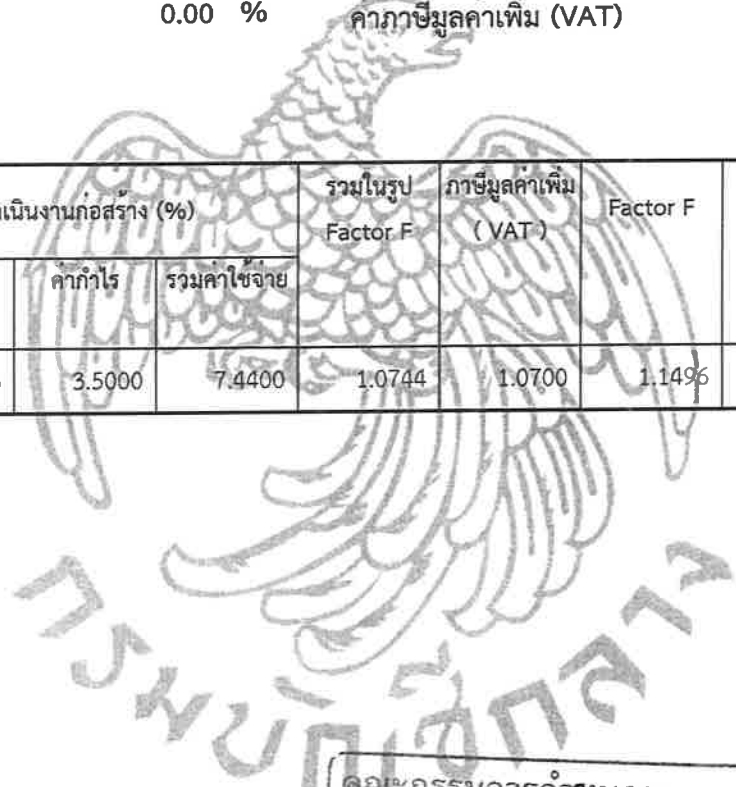 0.00 % ค่าภาษีมูลค่าเพิ่ม (VAT)
เนินงานก่อสร้าง (%) รวมในรูป ภาษีมูลค่าเพิ่ม Factor F
Factor F ( VAT )
ค่ากำไร รวมค่าใช้จ่าย
3.5000 7.4400 1.0744 1.0700 1.1496
กรมบัญชีกลาง